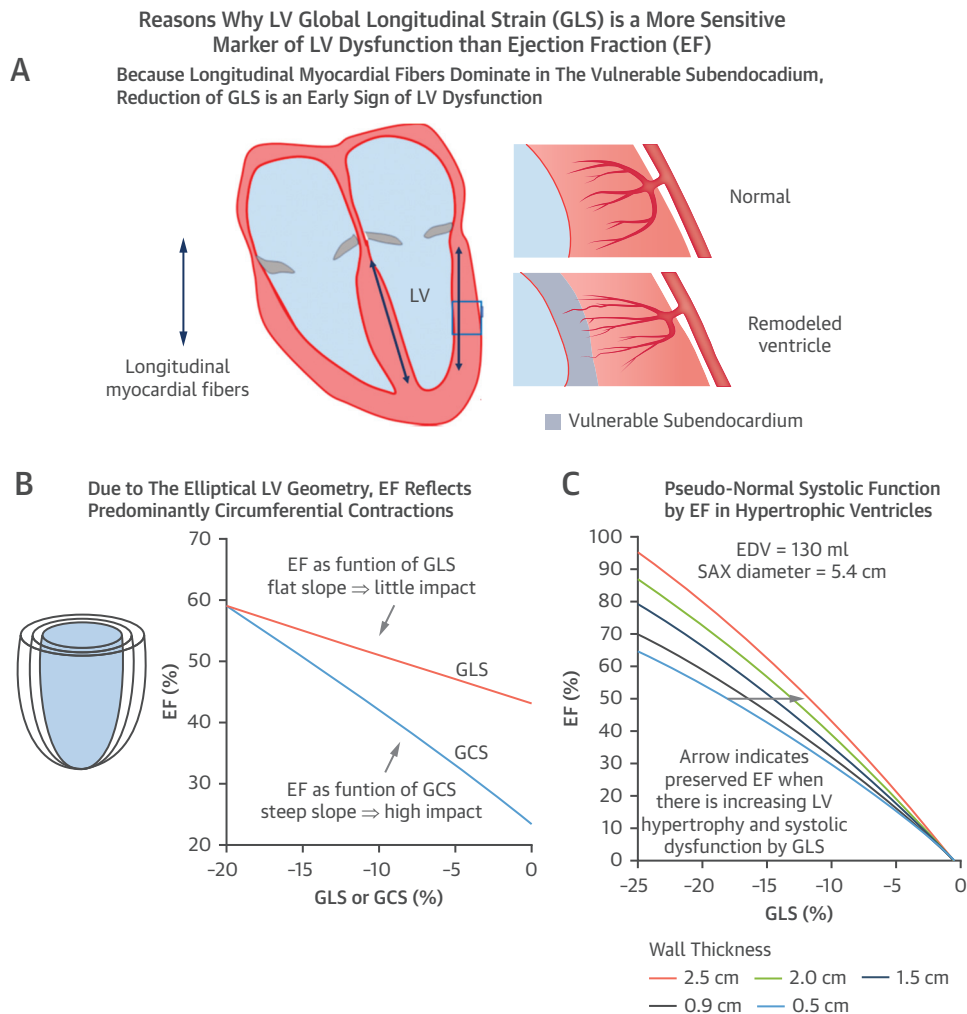 Reasons Why LV Global Longitudinal Strain (GLS) is a More Sensitive
Marker of LV Dysfunction than Ejection Fraction (EF)
A
Because Longitudinal Myocardial Fibers Dominate in The Vulnerable Subendocadium,
Reduction of GLS is an Early Sign of LV Dysfunction
Longitudinal
myocardial fibers
LV
Normal
Remodeled
ventricle
Vulnerable Subendocardium
B
Due to The Elliptical LV Geometry, EF Reflects
Predominantly Circumferential Contractions
EF (%)
70
60
50
40
30
20
EF as funtion of GLS
flat slope ⇒ little impact
GLS
GCS
EF as funtion of GCS
steep slope ⇒ high impact
-20
-15
-10
-5
0
GLS or GCS (%)
C
Pseudo-Normal Systolic Function
by EF in Hypertrophic Ventricles
EDV = 130 ml
SAX diameter = 5.4 cm
EF (%)
100
90
80
70
60
50
40
30
20
10
0
Arrow indicates
preserved EF when
there is increasing LV
hypertrophy and systolic
dysfunction by GLS
-25
-20
-15
-10
-5
0
GLS (%)
Wall Thickness
2.5 cm
2.0 cm
1.5 cm
0.9 cm
0.5 cm